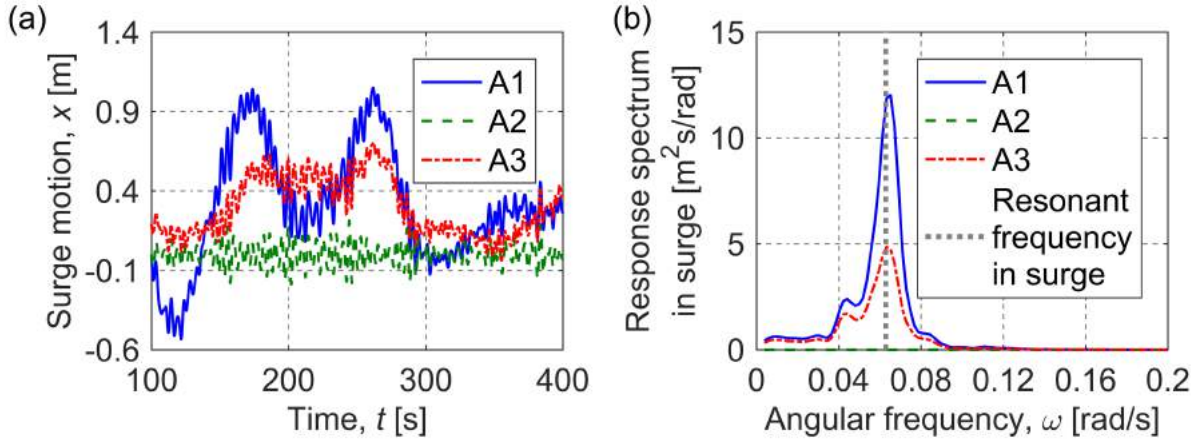 (a)
Surge motion, x [m]
1.4
0.9
0.4
-0.1
-0.6
A1
A2
A3
100
200
300
400
Time, t [s]
(b)
Response spectrum
in surge [m²s/rad]
15
10
5
0
A1
A2
A3
Resonant
frequency
in surge
0
0.04
0.08
0.12
0.16
0.2
Angular frequency, ω [rad/s]